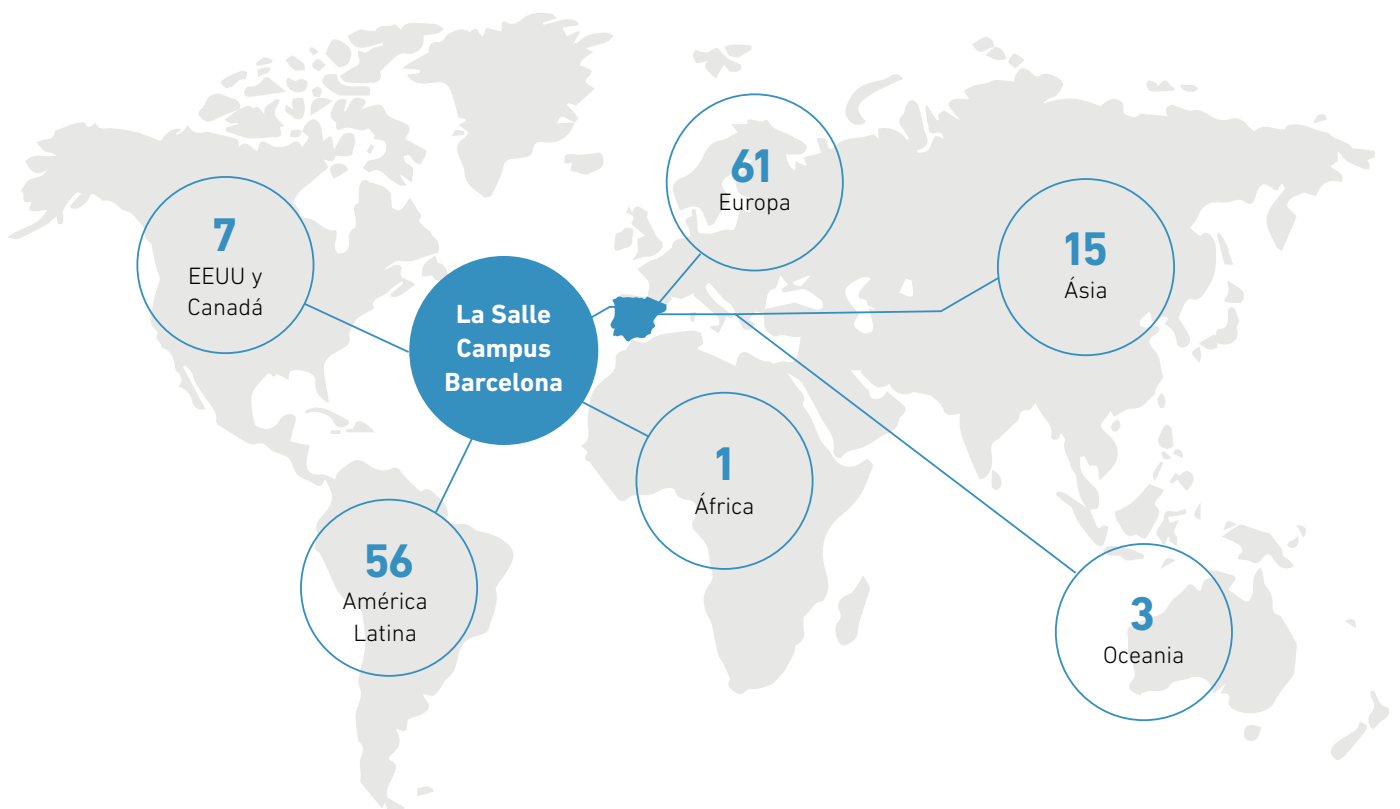 61
Europa
7
EEUU y
Canadá
15
Ásia
La Salle
Campus
Barcelona
1
África
56
América
Latina
3
Oceania